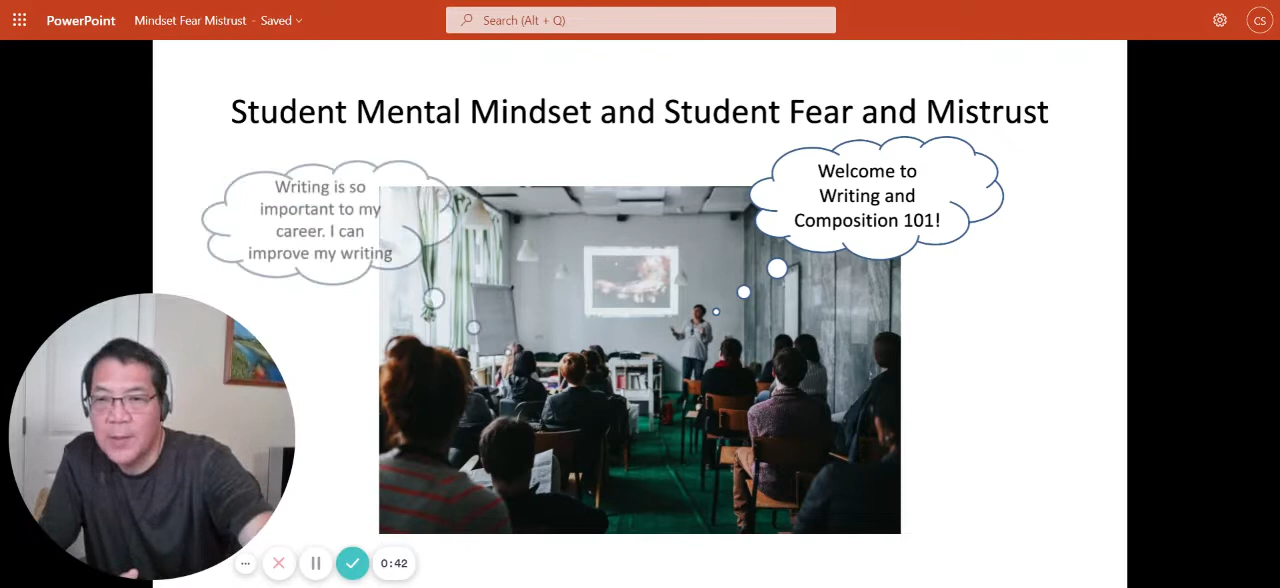 PowerPoint Mindset Fear Mistrust - Saved
Search (Alt + Q)
CS
Student Mental Mindset and Student Fear and Mistrust
Writing is so
important to my
career. I can
improve my writing
Welcome to
Writing and
Composition 101!
0:42